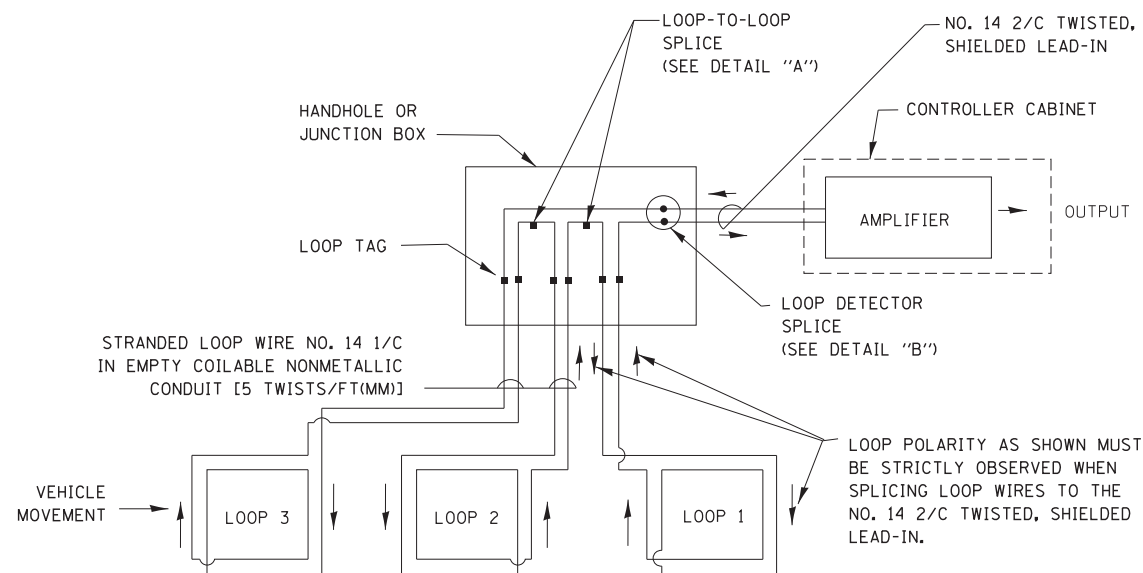 LOOP-TO-LOOP
SPLICE
(SEE DETAIL "A")
NO. 14 2/C TWISTED,
SHIELDED LEAD-IN
HANDHOLE OR
JUNCTION BOX
CONTROLLER CABINET
AMPLIFIER
OUTPUT
LOOP TAG
LOOP DETECTOR
SPLICE
(SEE DETAIL "B")
STRANDED LOOP WIRE NO. 14 1/C
IN EMPTY COILABLE NONMETALLIC
CONDUIT [5 TWISTS/FT(MM)]
LOOP POLARITY AS SHOWN MUST
BE STRICTLY OBSERVED WHEN
SPLICING LOOP WIRES TO THE
NO. 14 2/C TWISTED, SHIELDED
LEAD-IN.
VEHICLE
MOVEMENT
LOOP 3
LOOP 2
LOOP 1